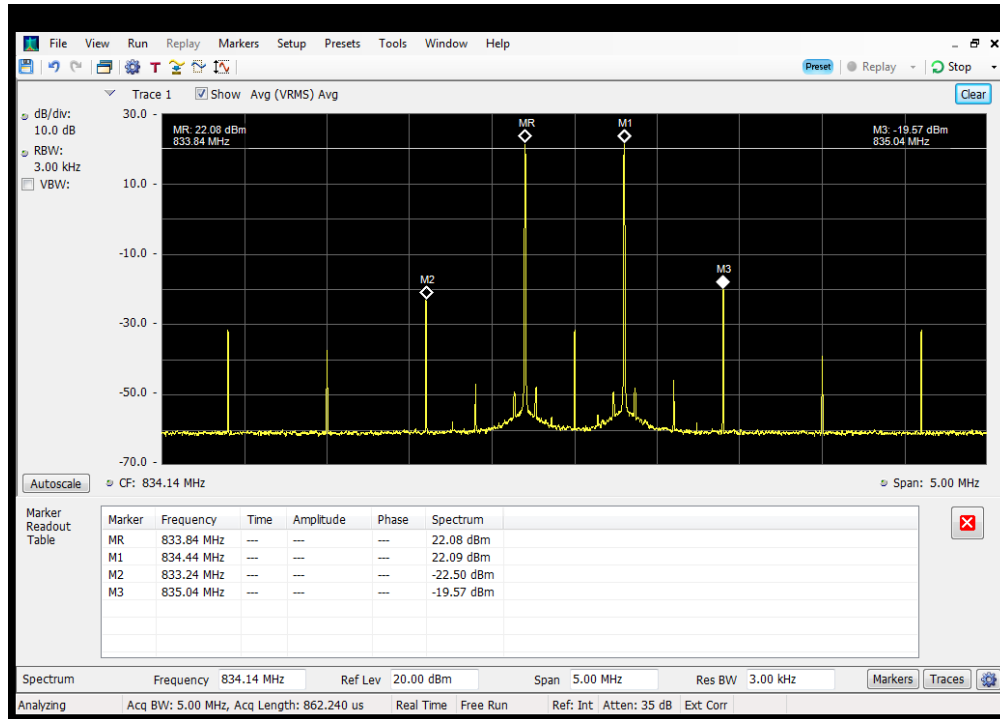 File View Run Replay Markers Setup Presets Tools Window Help
T Preset Replay Stop
Trace 1 Show Avg (VRMS) Avg Clear
dB/div:
10.0 dB
RBW:
3.00 kHz
VBW:
30.0 -
10.0 -
-10.0 -
-30.0 -
-50.0 -
-70.0 -
MR: 22.08 dBm
833.84 MHz
MR
M1
M3: -19.57 dBm
835.04 MHz
M2
M3
Autoscale CF: 834.14 MHz Span: 5.00 MHz
Marker
Readout
Table
Marker Frequency Time Amplitude Phase Spectrum
MR 833.84 MHz --- --- --- 22.08 dBm
M1 834.44 MHz --- --- --- 22.09 dBm
M2 833.24 MHz --- --- --- -22.50 dBm
M3 835.04 MHz --- --- --- -19.57 dBm
Spectrum Frequency 834.14 MHz Ref Lev 20.00 dBm Span 5.00 MHz Res BW 3.00 kHz Markers Traces
Analyzing Acq BW: 5.00 MHz, Acq Length: 862.240 us Real Time Free Run Ref: Int Atten: 35 dB Ext Corr